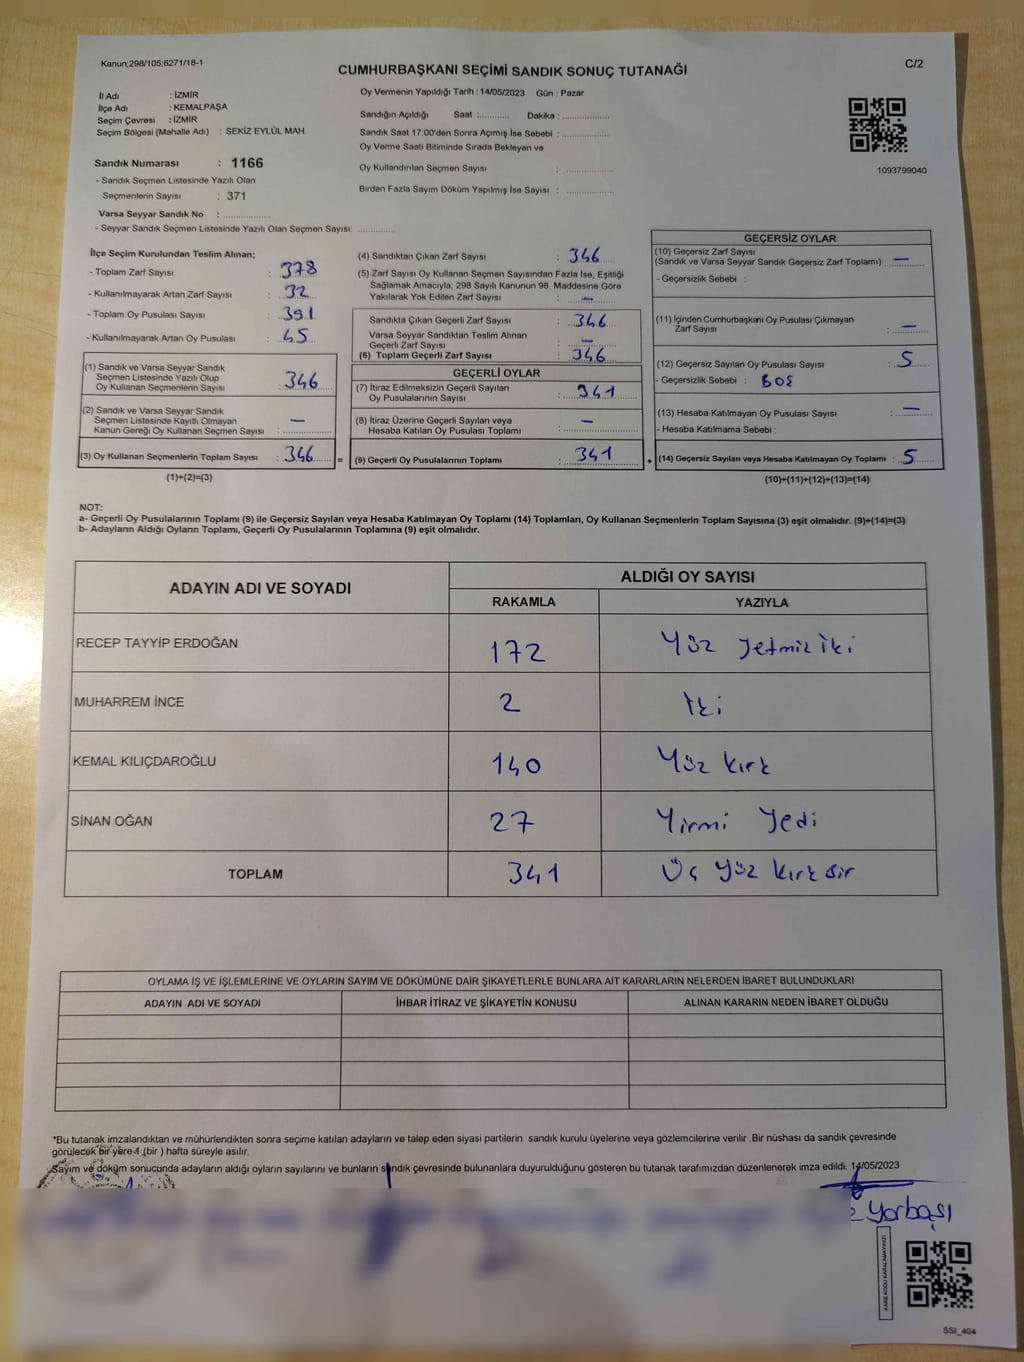 Kanun;298/105;6271/18-1
CUMHURBAŞKANI SEÇİMİ SANDIK SONUÇ TUTANAĞI
C/2
İl Adı : İZMİR
İlçe Adı : KEMALPAŞA
Seçim Çevresi : İZMİR
Seçim Bölgesi (Mahalle Adı) : SEKİZ EYLÜL MAH.
Sandık Numarası : 1166
- Sandık Seçmen Listesinde Yazılı Olan
Seçmenlerin Sayısı : 371
Varsa Seyyar Sandık No : ..............
- Seyyar Sandık Seçmen Listesinde Yazılı Olan Seçmen Sayısı: ..............
Oy Vermenin Yapıldığı Tarih : 14/05/2023 Gün : Pazar
Sandığın Açıldığı Saat :.......... Dakika : ..............
Sandık Saat 17:00'den Sonra Açımış İse Sebebi : ..............
Oy Verme Saati Bitiminde Sırada Bekleyen ve
Oy Kullandırılan Seçmen Sayısı : ..............
Birden Fazla Sayım Döküm Yapılmış İse Sayısı : ..............
1093799040
İlçe Seçim Kurulundan Teslim Alınan;
- Toplam Zarf Sayısı : 378
- Kullanılmayarak Artan Zarf Sayısı : 32
- Toplam Oy Pusulası Sayısı : 391
- Kullanılmayarak Artan Oy Pusulası : 45
(1) Sandık ve Varsa Seyyar Sandık
Seçmen Listesinde Yazılı Olup
Oy Kullanan Seçmenlerin Sayısı : 346
(2) Sandık ve Varsa Seyyar Sandık
Seçmen Listesinde Kayıtlı Olmayan
Kanun Gereği Oy Kullanan Seçmen Sayısı : —
(3) Oy Kullanan Seçmenlerin Toplam Sayısı : 346 =
(1)+(2)=(3)
(4) Sandıktan Çıkan Zarf Sayısı : 346
(5) Zarf Sayısı Oy Kullanan Seçmen Sayısından Fazla İse, Eşitliği
Sağlamak Amacıyla, 298 Sayılı Kanunun 98. Maddesine Göre
Yakılarak Yok Edilen Zarf Sayısı : —
Sandıkta Çıkan Geçerli Zarf Sayısı : 346
Varsa Seyyar Sandıktan Teslim Alınan
Geçerli Zarf Sayısı : —
(6) Toplam Geçerli Zarf Sayısı : 346
GEÇERLİ OYLAR
(7) İtiraz Edilmeksizin Geçerli Sayılan
Oy Pusulalarının Sayısı : 341
(8) İtiraz Üzerine Geçerli Sayılan veya
Hesaba Katılan Oy Pusulası Toplamı : —
(9) Geçerli Oy Pusulalarının Toplamı : 341 +
GEÇERSİZ OYLAR
(10) Geçersiz Zarf Sayısı
(Sandık ve Varsa Seyyar Sandık Geçersiz Zarf Toplamı) : —
- Geçersizlik Sebebi :
(11) İçinden Cumhurbaşkanı Oy Pusulası Çıkmayan
Zarf Sayısı : —
(12) Geçersiz Sayılan Oy Pusulası Sayısı : 5
- Geçersizlik Sebebi : BOŞ
(13) Hesaba Katılmayan Oy Pusulası Sayısı : —
- Hesaba Katılmama Sebebi :
(14) Geçersiz Sayılan veya Hesaba Katılmayan Oy Toplamı : 5
(10)+(11)+(12)+(13)=(14)
NOT:
a- Geçerli Oy Pusulalarının Toplamı (9) ile Geçersiz Sayılan veya Hesaba Katılmayan Oy Toplamı (14) Toplamları, Oy Kullanan Seçmenlerin Toplam Sayısına (3) eşit olmalıdır. (9)+(14)=(3)
b- Adayların Aldığı Oyların Toplamı, Geçerli Oy Pusulalarının Toplamına (9) eşit olmalıdır.
ADAYIN ADI VE SOYADI
ALDIĞI OY SAYISI
RAKAMLA YAZIYLA
RECEP TAYYİP ERDOĞAN 172 Yüz Yetmiz iki
MUHARREM İNCE 2 İki
KEMAL KILIÇDAROĞLU 140 Yüz Kırk
SİNAN OĞAN 27 Yirmi Yedi
TOPLAM 341 Üç Yüz Kırk Bir
OYLAMA İŞ VE İŞLEMLERİNE VE OYLARIN SAYIM VE DÖKÜMÜNE DAİR ŞİKAYETLERLE BUNLARA AİT KARARLARIN NELERDEN İBARET BULUNDUKLARI
ADAYIN ADI VE SOYADI İHBAR İTİRAZ VE ŞİKAYETİN KONUSU ALINAN KARARIN NEDEN İBARET OLDUĞU
*Bu tutanak imzalandıktan ve mühürlendikten sonra seçime katılan adayların ve talep eden siyasi partilerin sandık kurulu üyelerine veya gözlemcilerine verilir .Bir nüshası da sandık çevresinde
görülecek bir yere 1 (bir ) hafta süreyle asılır.
Sayım ve döküm sonucunda adayların aldığı oyların sayılarını ve bunların sandık çevresinde bulunanlara duyurulduğunu gösteren bu tutanak tarafımızdan düzenlenerek imza edildi. 14/05/2023
Yorbaşı
KARE KODU KARALAMAYINIZ!
SSI_404